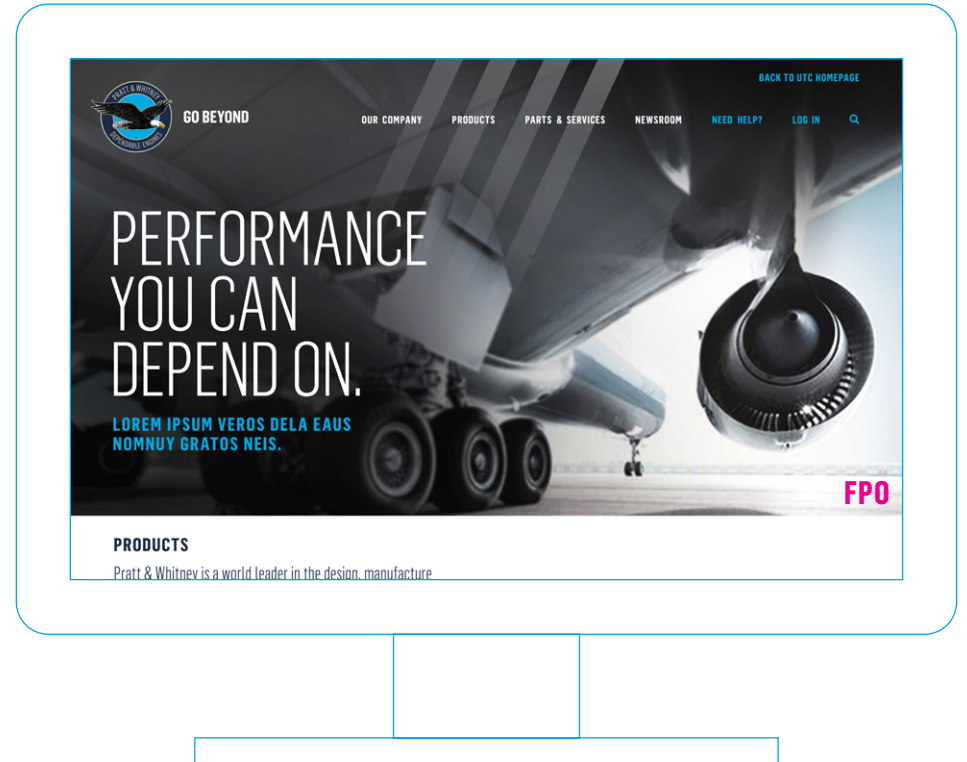 BACK TO UTC HOMEPAGE
PRATT & WHITNEY
DEPENDABLE ENGINES
GO BEYOND
OUR COMPANY PRODUCTS PARTS & SERVICES NEWSROOM NEED HELP? LOG IN
PERFORMANCE
YOU CAN
DEPEND ON.
LOREM IPSUM VEROS DELA EAUS
NOMNUY GRATOS NEIS.
FPO
PRODUCTS
Pratt & Whitney is a world leader in the design, manufacture